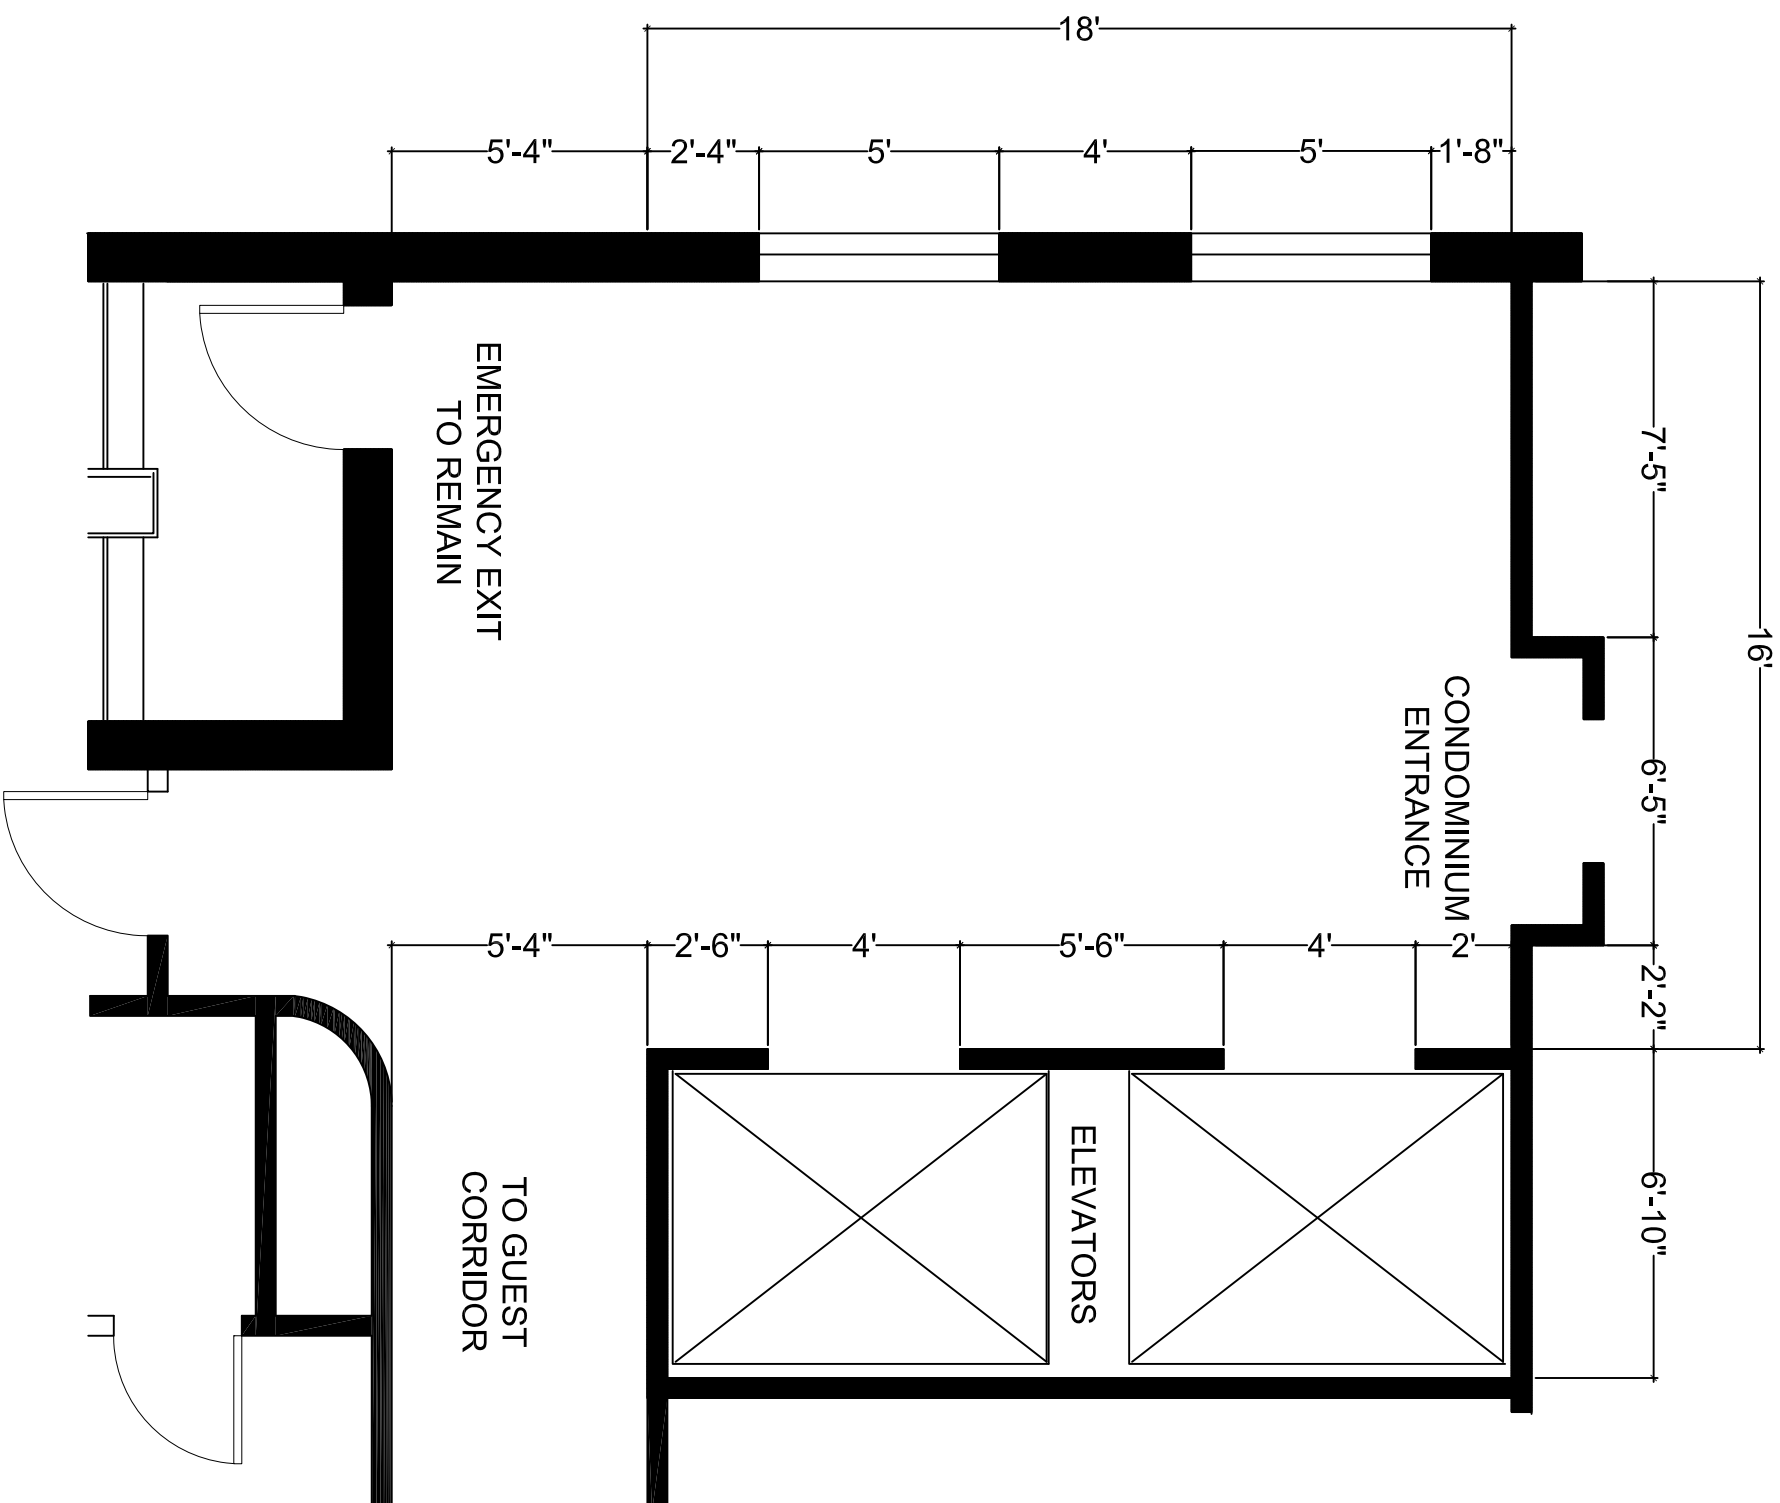 18'
5'-4"
2'-4"
5'
4'
5'
1'-8"
7'-5"
16'
EMERGENCY EXIT
TO REMAIN
CONDOMINIUM
ENTRANCE
6'-5"
5'-4"
2'-6"
4'
5'-6"
4'
2'
2'-2"
TO GUEST
CORRIDOR
ELEVATORS
6'-10"